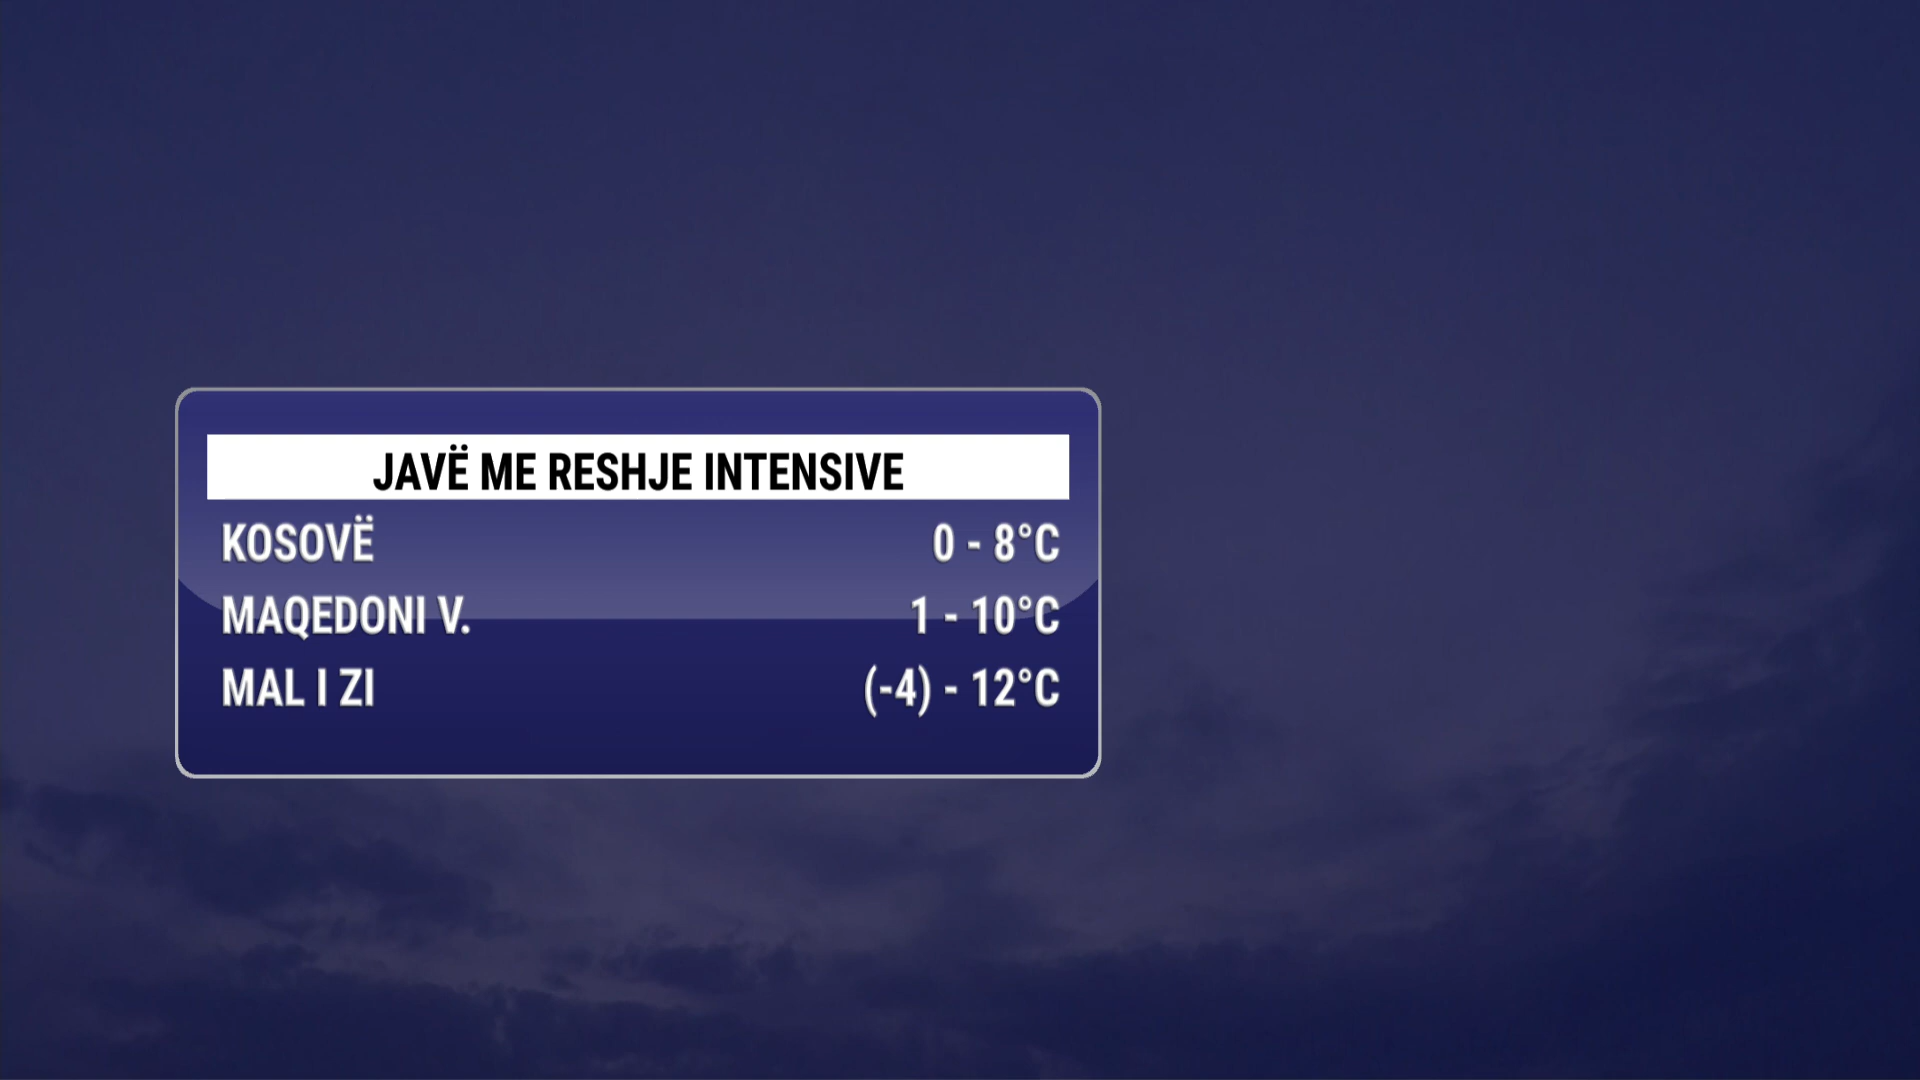 JAVË ME RESHJE INTENSIVE
KOSOVË 0 - 8°C
MAQEDONI V. 1 - 10°C
MAL I ZI (-4) - 12°C